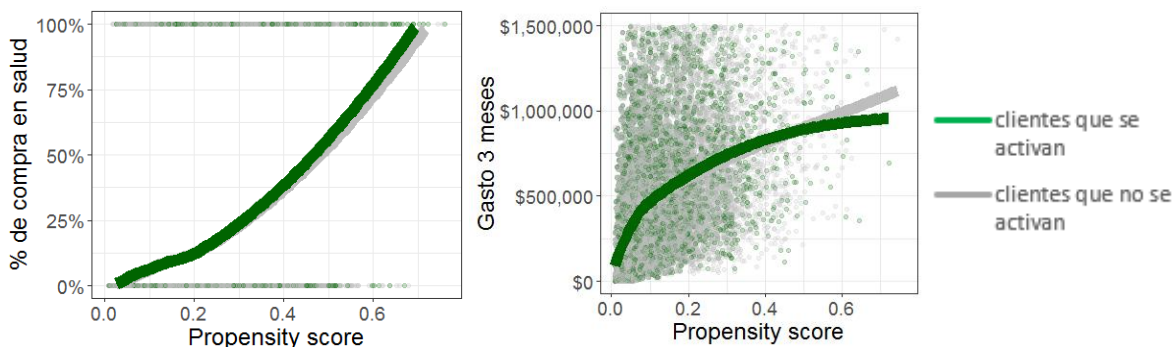 % de compra en salud
100%
75%
50%
25%
0%
0.0 0.2 0.4 0.6
Propensity score
Gasto 3 meses
$1,500,000
$1,000,000
$500,000
$0
0.0 0.2 0.4 0.6
Propensity score
clientes que se
activan
clientes que no se
activan